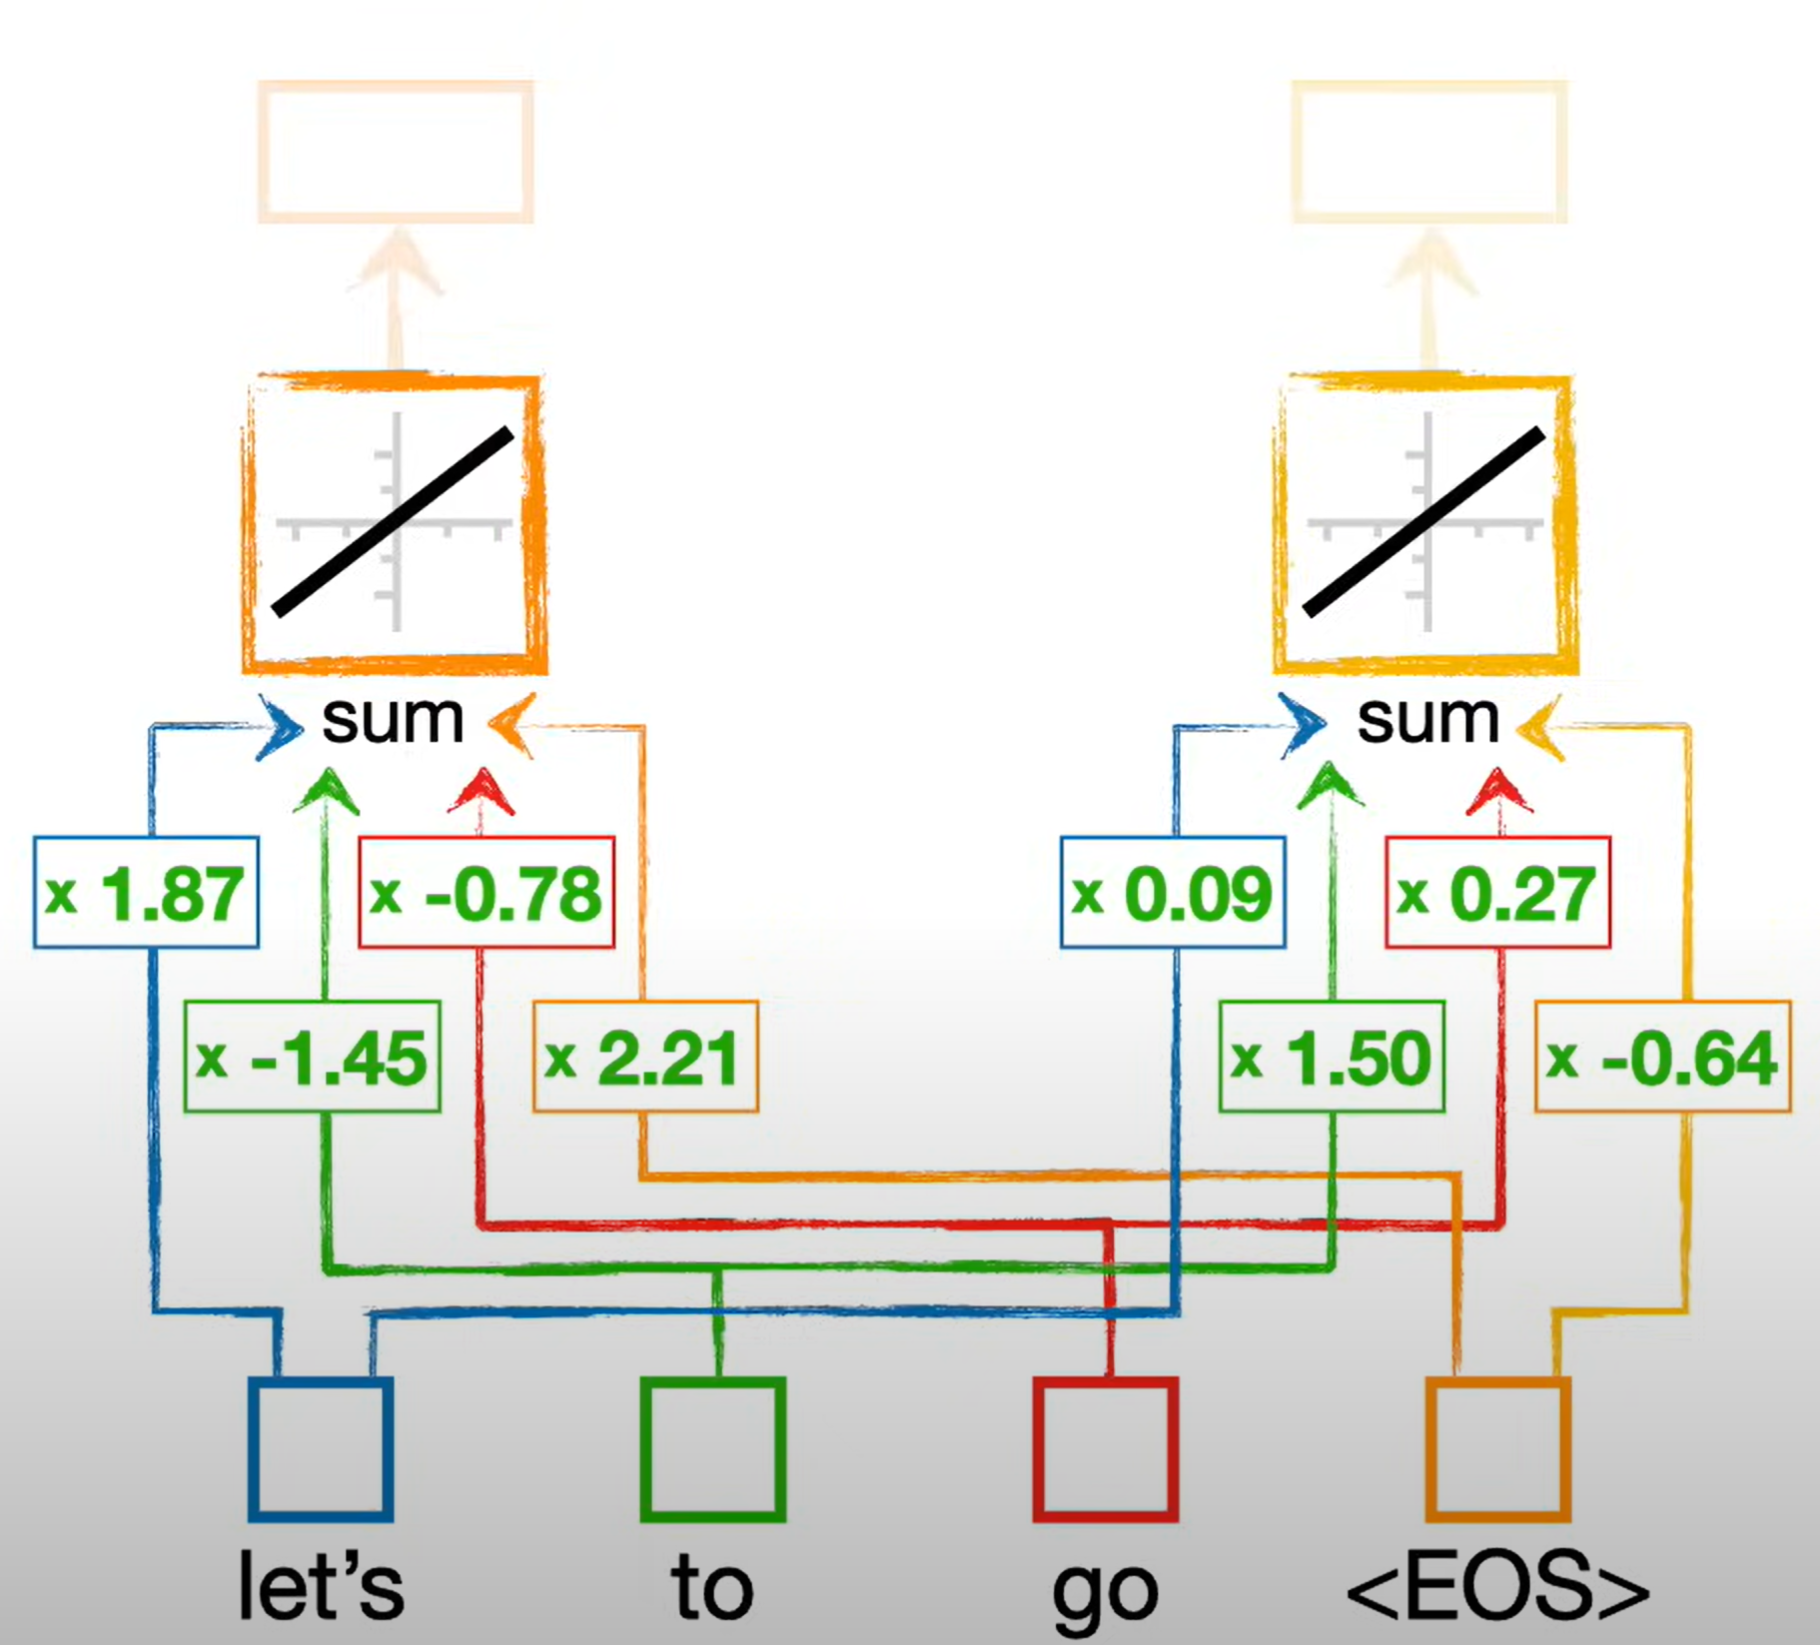 sum sum
x 1.87 x -0.78 x 0.09 x 0.27
x -1.45 x 2.21 x 1.50 x -0.64
let’s to go <EOS>